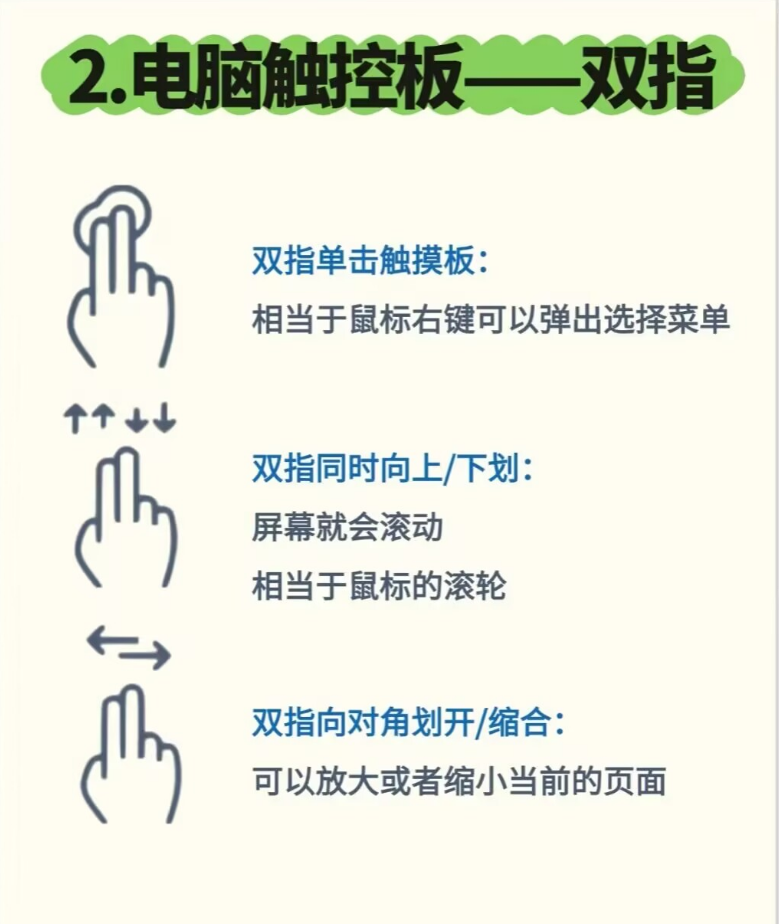 2.电脑触控板——双指
双指单击触摸板：
相当于鼠标右键可以弹出选择菜单
双指同时向上/下划：
屏幕就会滚动
相当于鼠标的滚轮
双指向对角划开/缩合：
可以放大或者缩小当前的页面